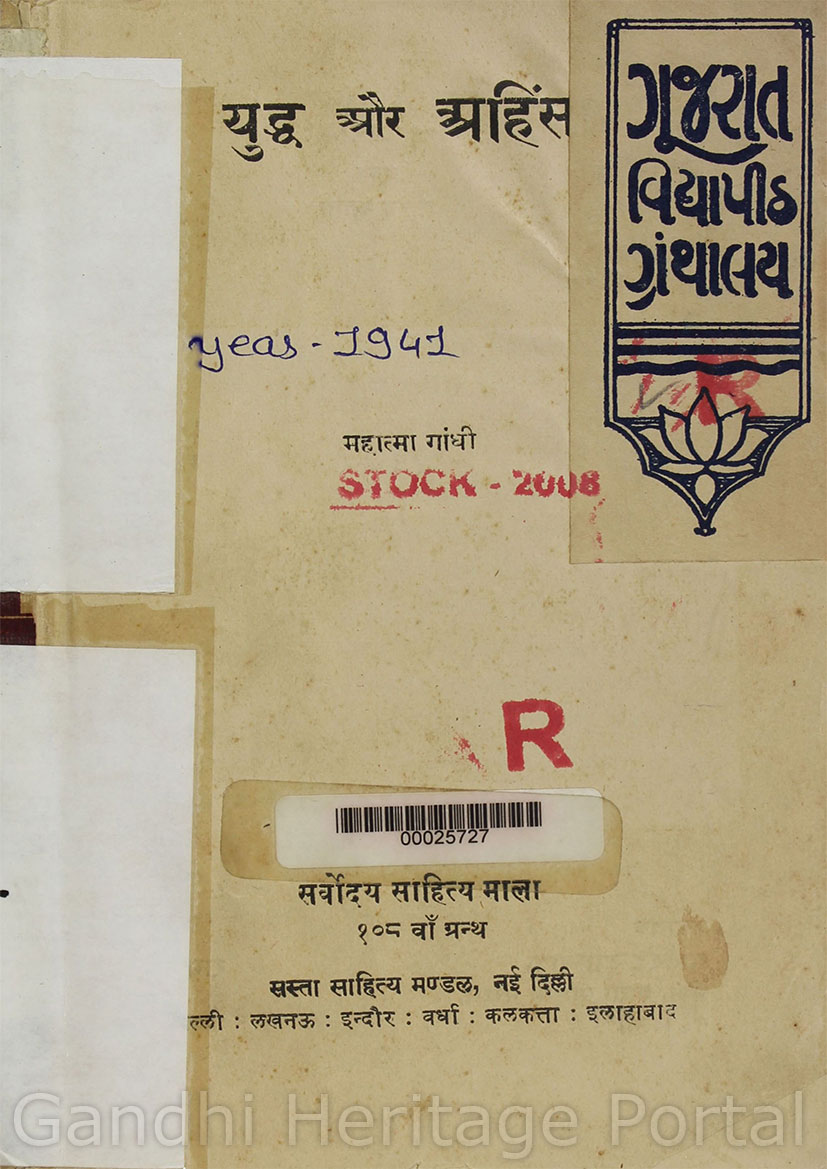 युद्ध और अहिंस
ગૂજરાત
વિદ્યાપીઠ
ગ્રંથાલય
year - 1941
महात्मा गांधी
STOCK - 2008
R
R
00025727
सर्वोदय साहित्य माला
१०८ वाँ ग्रन्थ
सस्ता साहित्य मण्डल, नई दिल्ली
ल्ली : लखनऊ : इन्दौर : वर्धा : कलकत्ता : इलाहाबाद
Gandhi Heritage Portal